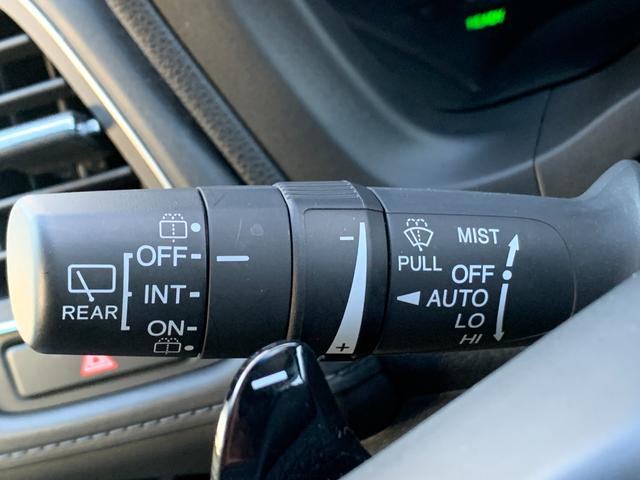 REAR
OFF
INT
ON
−
+
PULL
MIST
OFF
AUTO
LO
HI